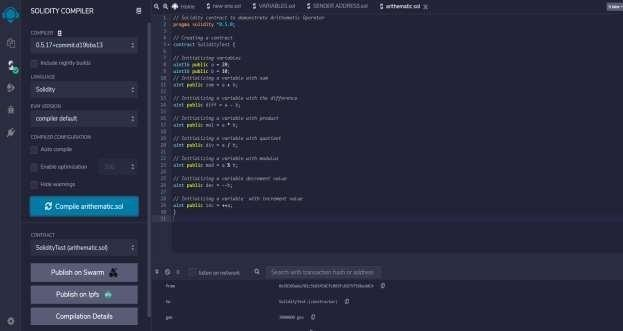 SOLIDITY COMPILER
COMPILER
0.5.17+commit.d19bba13
Include nightly builds
LANGUAGE
Solidity
EVM VERSION
compiler default
COMPILER CONFIGURATION
Auto compile
Enable optimization 200
Hide warnings
Compile arithematic.sol
CONTRACT
SolidityTest (arithematic.sol)
Publish on Swarm
Publish on Ipfs
Compilation Details
Home
new one.sol
VARIABLES.sol
SENDER ADDRESS.sol
arithematic.sol
1 // Solidity contract to demonstrate Arithematic Operator
2 pragma solidity ^0.5.0;
3
4 // Creating a contract
5 contract SolidityTest {
6
7 // Initializing variables
8 uint16 public a = 20;
9 uint16 public b = 10;
10 // Initializing a variable with sum
11 uint public sum = a + b;
12
13 // Initializing a variable with the difference
14 uint public diff = a - b;
15
16 // Initializing a variable with product
17 uint public mul = a * b;
18
19 // Initializing a variable with quotient
20 uint public div = a / b;
21
22 // Initializing a variable with modulus
23 uint public mod = a % b;
24
25 // Initializing a variable decrement value
26 uint public dec = --b;
27
28 // Initializing a variable with increment value
29 uint public inc = ++a;
30 }
31
listen on network
Search with transaction hash or address
from
to SolidityTest.(constructor)
gas 3000000 gas